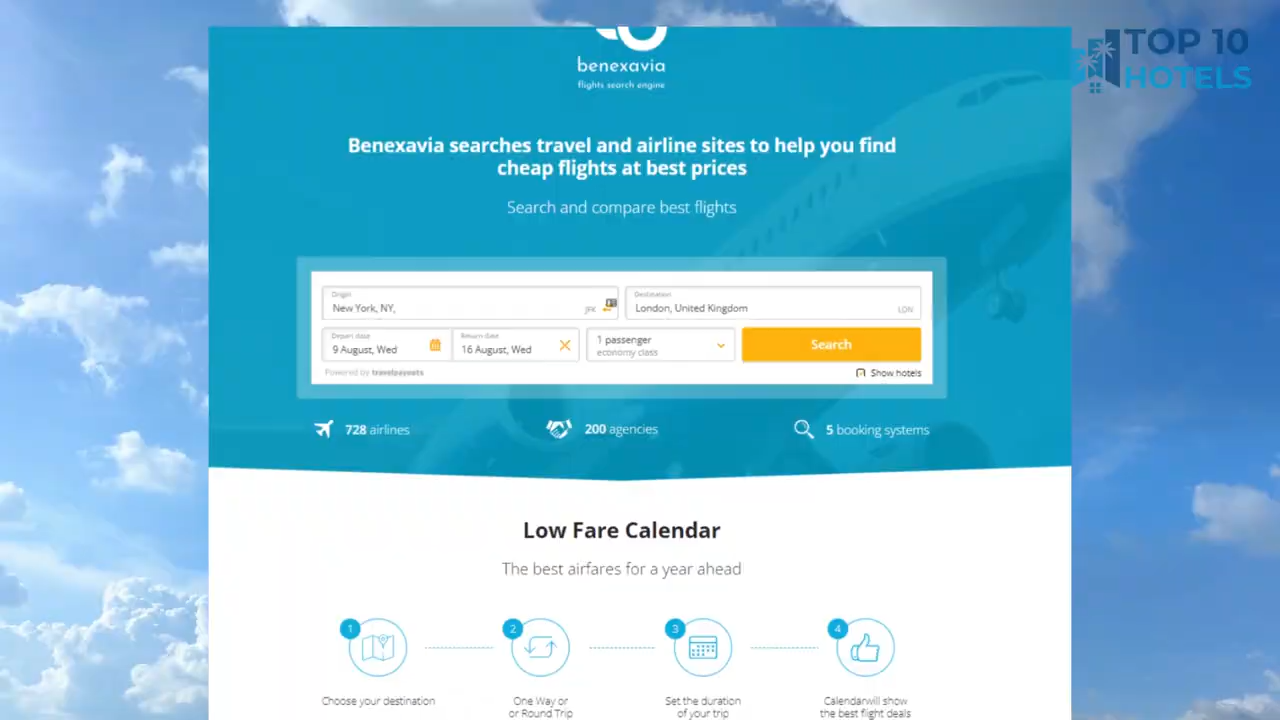 TOP 10
HOTELS
benexavia
flights search engine
Benexavia searches travel and airline sites to help you find
cheap flights at best prices
Search and compare best flights
Origin
New York, NY,
JFK
Destination
London, United Kingdom
LON
Depart date
9 August, Wed
Return date
16 August, Wed
1 passenger
economy class
Search
Powered by travelpayouts
Show hotels
728 airlines
200 agencies
5 booking systems
Low Fare Calendar
The best airfares for a year ahead
1
2
3
4
Choose your destination
One Way or
or Round Trip
Set the duration
of your trip
Calendarwill show
the best flight deals